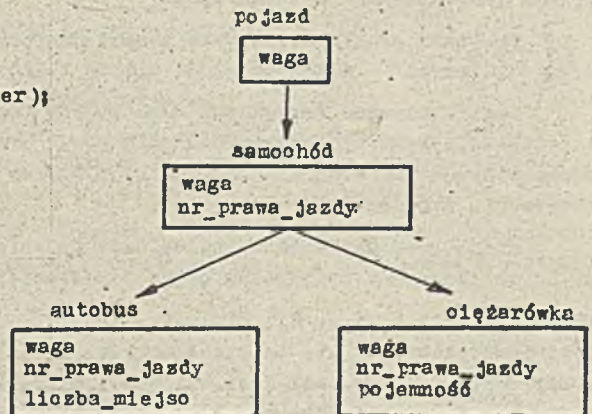 pojazd
waga
er);
samochód
waga
nr_prawa_jazdy
autobus
ciężarówka
waga
nr_prawa_jazdy
liczba_miejsc
waga
nr_prawa_jazdy
pojemność